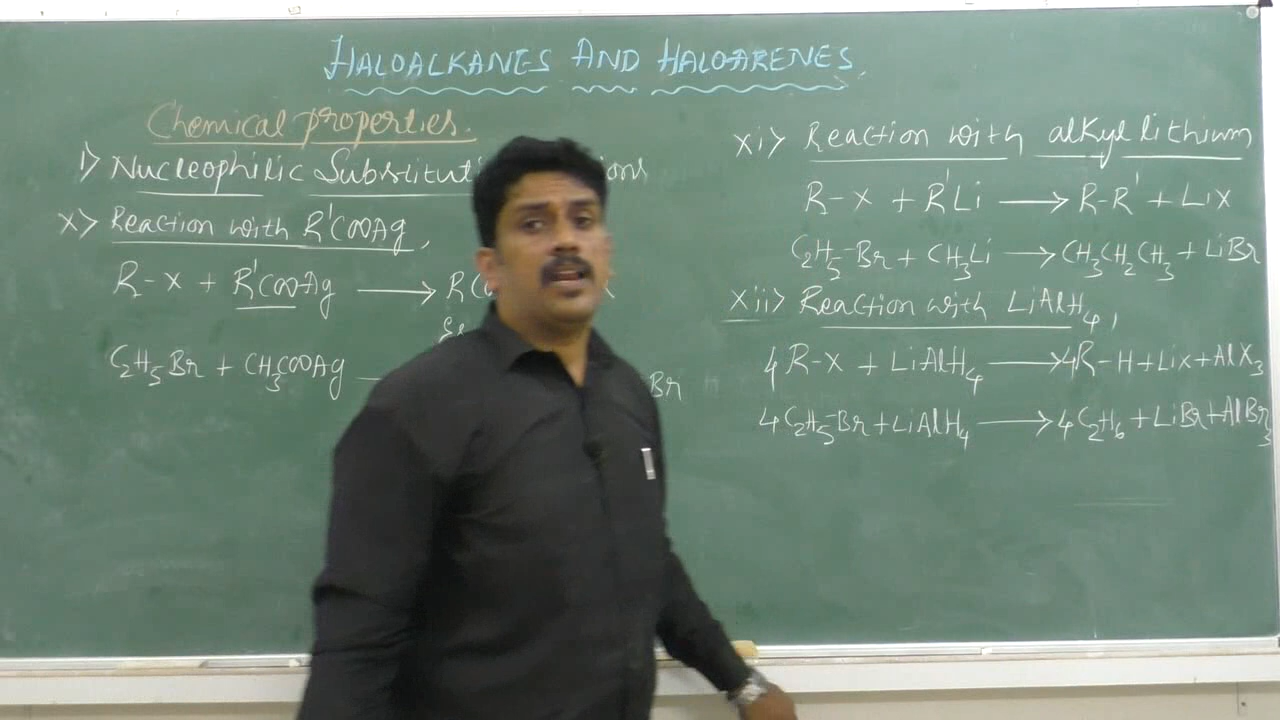 HALOALKANES AND HALOARENES
Chemical properties.
i) Nucleophilic
x) Reaction with R'COOAg,
R-X + R'COOAg ⟶
C₂H₅Br + CH₃COOAg
Br
xi) Reaction with alkyl lithium
R-X + R'Li ⟶ R-R' + LiX
C₂H₅-Br + CH₃Li ⟶ CH₃CH₂CH₃ + LiBr
xii) Reaction with LiAlH₄,
4R-X + LiAlH₄ ⟶ 4R-H + LiX + AlX₃
4C₂H₅-Br + LiAlH₄ ⟶ 4C₂H₆ + LiBr + AlBr₃